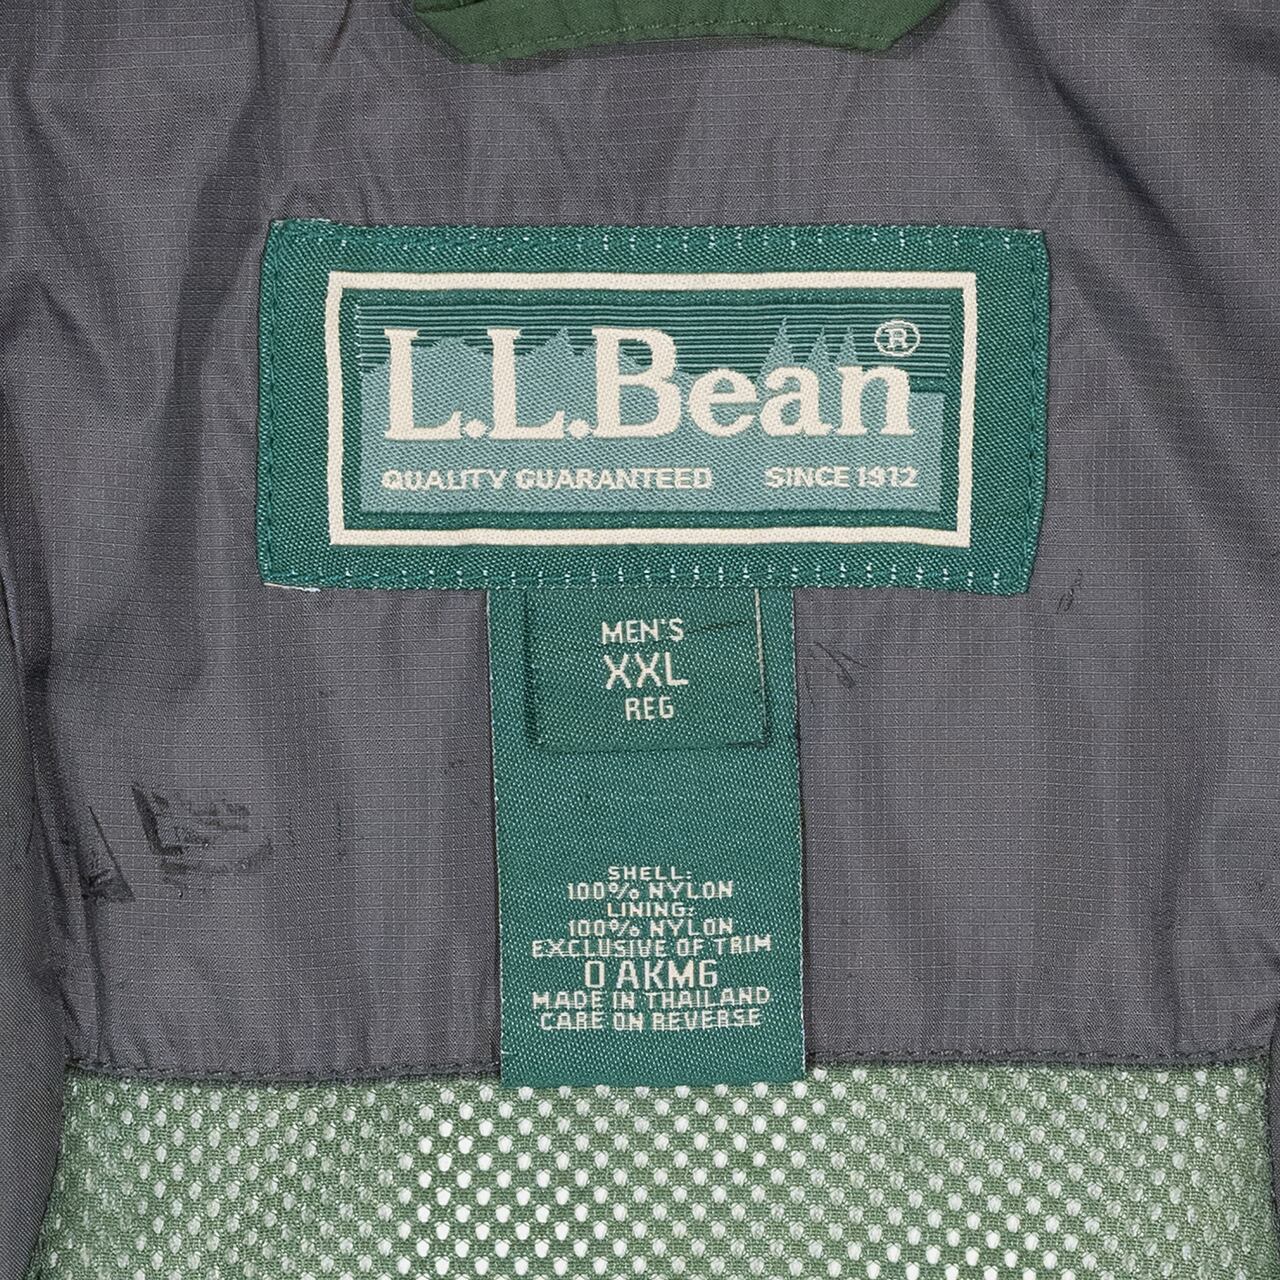 L.L.Bean®
QUALITY GUARANTEED SINCE 1912
MEN'S
XXL
REG
SHELL:
100% NYLON
LINING:
100% NYLON
EXCLUSIVE OF TRIM
0 AKMG
MADE IN THAILAND
CARE ON REVERSE